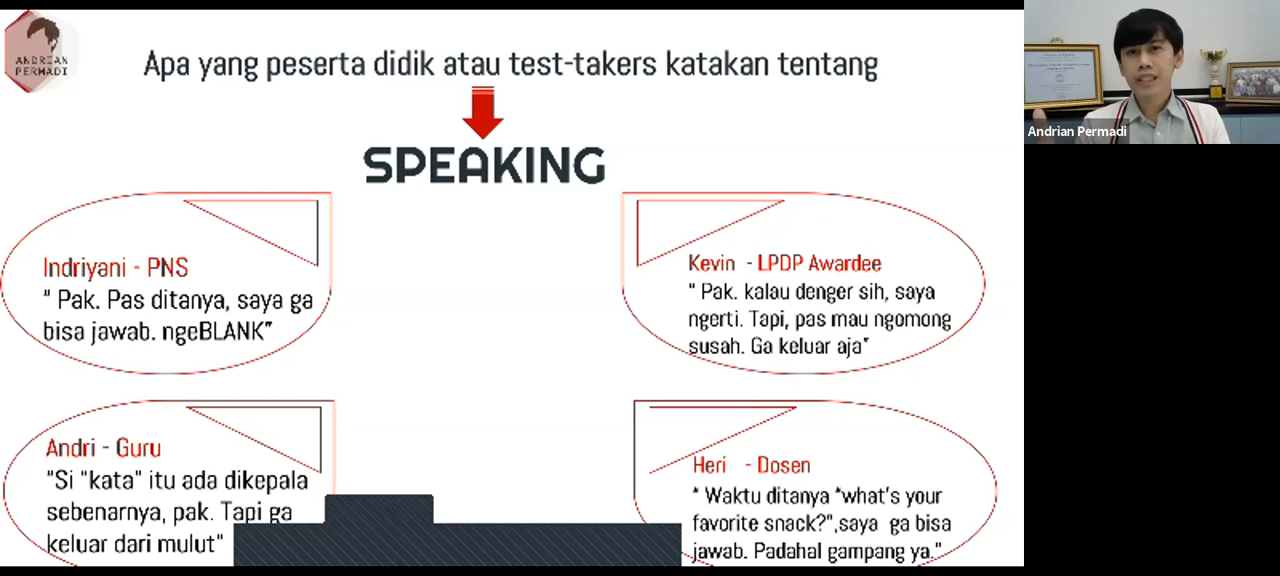 ANDRIAN
PERMADI
Apa yang peserta didik atau test-takers katakan tentang
SPEAKING
Indriyani - PNS
" Pak. Pas ditanya, saya ga
bisa jawab. ngeBLANK"
Kevin - LPDP Awardee
" Pak. kalau denger sih, saya
ngerti. Tapi, pas mau ngomong
susah. Ga keluar aja"
Andri - Guru
"Si "kata" itu ada dikepala
sebenarnya, pak. Tapi ga
keluar dari mulut"
Heri - Dosen
" Waktu ditanya "what's your
favorite snack?",saya ga bisa
jawab. Padahal gampang ya."
Andrian Permadi